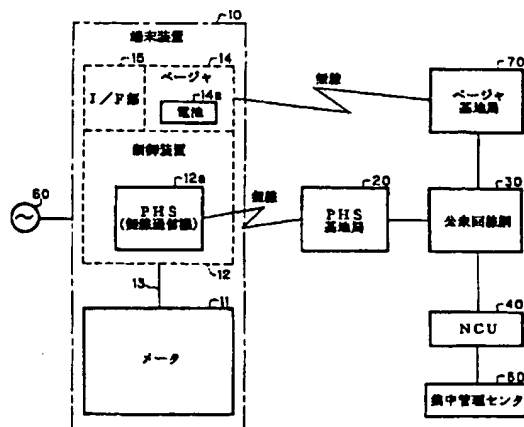 10
端末装置
15
14
ページャ
I/F部
14a
電池
無線
70
ページャ
基地局
制御装置
12a
PHS
(無線通信機)
無線
20
PHS
基地局
30
公衆回線網
60
12
13
11
メータ
40
NCU
50
集中管理センタ